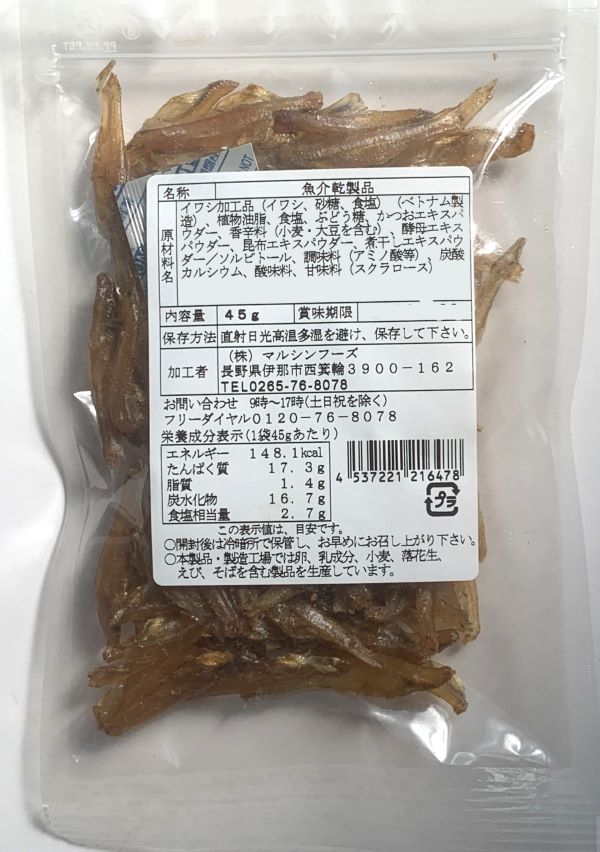 名称 魚介乾製品
原材料名
イワシ加工品（イワシ、砂糖、食塩）（ベトナム製
造）、植物油脂、食塩、ぶどう糖、かつおエキスパ
ウダー、香辛料（小麦・大豆を含む）、酵母エキス
パウダー、昆布エキスパウダー、煮干しエキスパウ
ダー／ソルビトール、調味料（アミノ酸等）、炭酸
カルシウム、酸味料、甘味料（スクラロース）
内容量 45g 賞味期限
保存方法 直射日光高温多湿を避け、保存して下さい。
加工者 （株）マルシンフーズ
長野県伊那市西箕輪3900-162
TEL0265-76-8078
お問い合わせ 9時～17時(土日祝を除く)
フリーダイヤル0120-76-8078
栄養成分表示(1袋45gあたり)
エネルギー 148.1kcal
たんぱく質 17.3g
脂質 1.4g
炭水化物 16.7g
食塩相当量 2.7g
4 537221 216478
プラ
この表示値は、目安です。
○開封後は冷暗所で保管し、お早めにお召し上がり下さい。
○本製品・製造工場では卵、乳成分、小麦、落花生、
えび、そばを含む製品を生産しています。